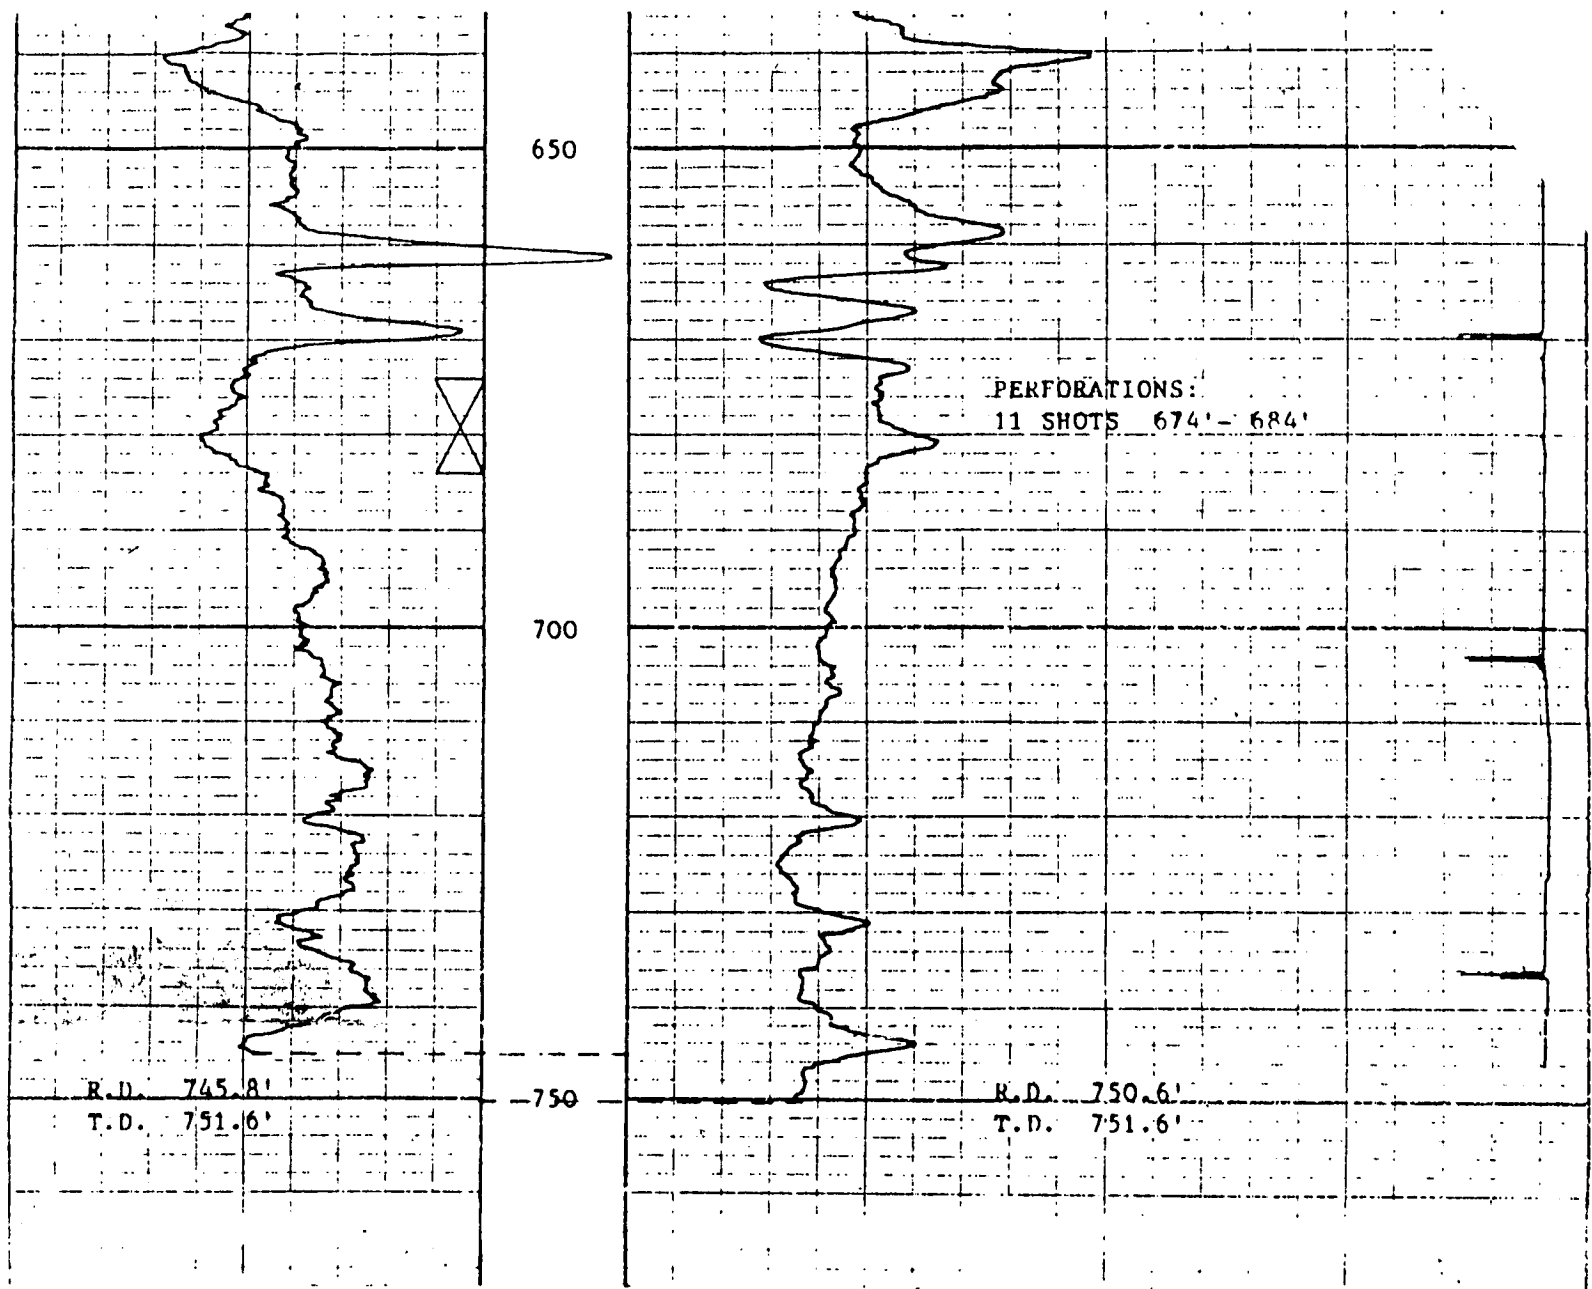 650
PERFORATIONS:
11 SHOTS 674'- 684'
700
R.D. 745.8'
T.D. 751.6'
750
R.D. 750.6'
T.D. 751.6'